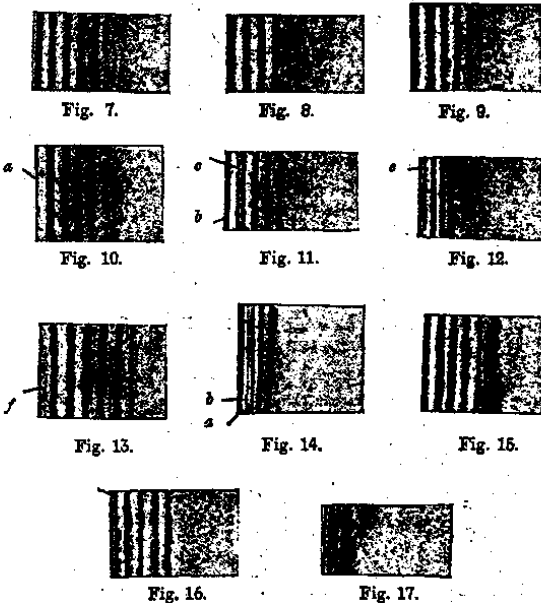 Fig. 7.
Fig. 8.
Fig. 9.
a
c
b
e
Fig. 10.
Fig. 11.
Fig. 12.
f
b
a
Fig. 13.
Fig. 14.
Fig. 15.
Fig. 16.
Fig. 17.